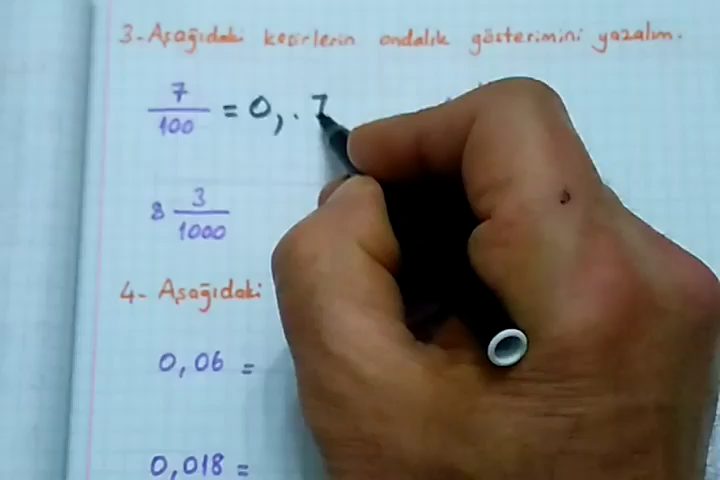 3-Aşağıdaki kesirlerin ondalık gösterimini yazalım.
7/100 = 0,.7
8 3/1000
4- Aşağıdaki
0,06 =
0,018 =